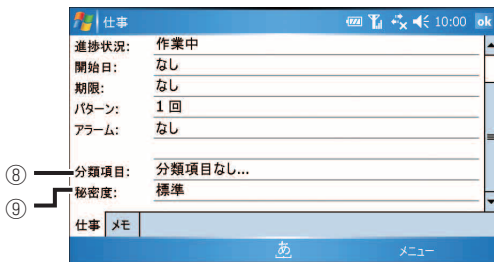 仕事 10:00 ok
進捗状況: 作業中
開始日: なし
期限: なし
パターン: 1 回
アラーム: なし
⑧ 分類項目: 分類項目なし...
⑨ 秘密度: 標準
仕事 メモ
あ メニュー